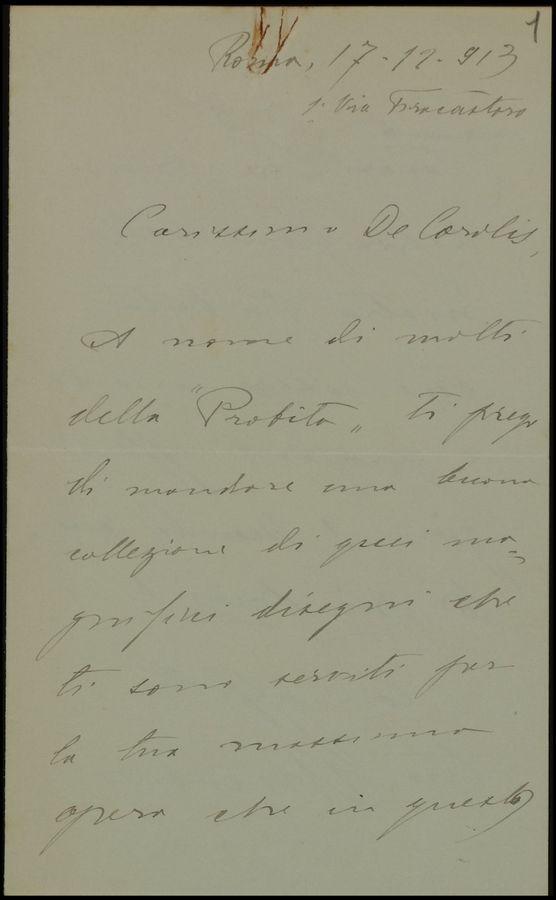 1
Roma, 17-12-913
1. Via Fracastoro
Carissimo De Carolis,
A nome di molti
della "Probita" ti prego
di mandare una buona
collezione di quei ma=
gnifici disegni che
ti sono serviti per
la tua massima
opera che in questo